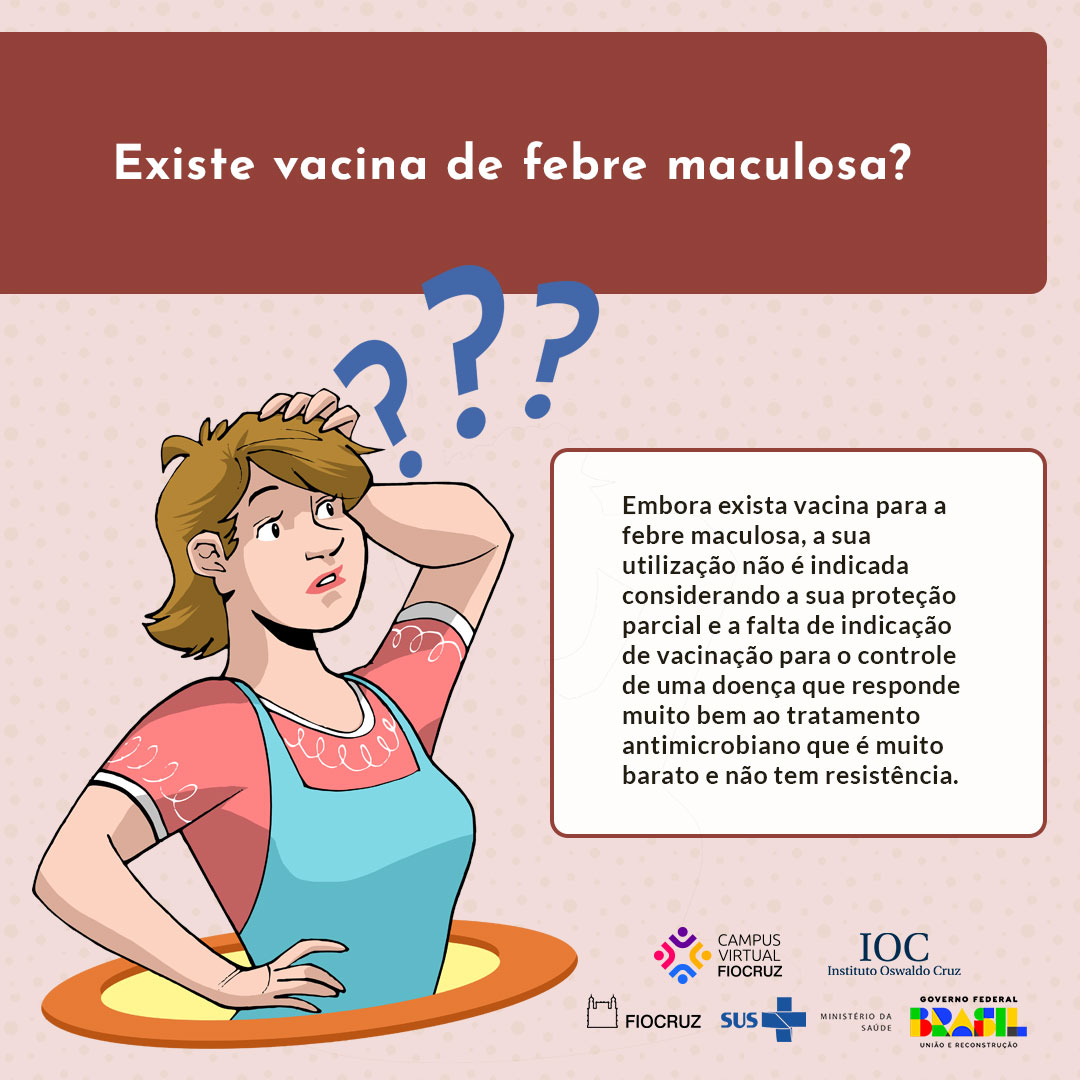 Existe vacina de febre maculosa?
???
Embora exista vacina para a
febre maculosa, a sua
utilização não é indicada
considerando a sua proteção
parcial e a falta de indicação
de vacinação para o controle
de uma doença que responde
muito bem ao tratamento
antimicrobiano que é muito
barato e não tem resistência.
CAMPUS
VIRTUAL
FIOCRUZ
IOC
Instituto Oswaldo Cruz
FIOCRUZ
SUS
MINISTÉRIO DA
SAÚDE
GOVERNO FEDERAL
BRASIL
UNIÃO E RECONSTRUÇÃO